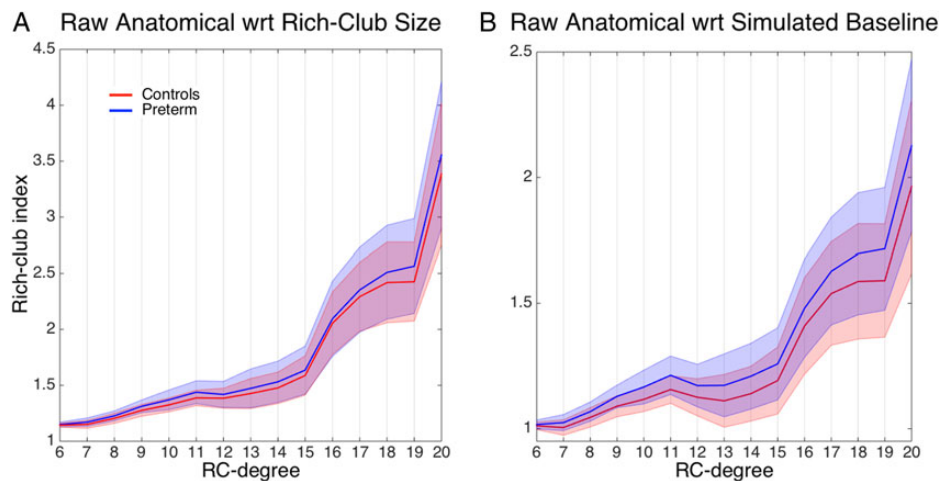 A Raw Anatomical wrt Rich-Club Size
4.5
4
3.5
3
2.5
2
1.5
1
Rich-club index
Controls
Preterm
6 7 8 9 10 11 12 13 14 15 16 17 18 19 20
RC-degree
B Raw Anatomical wrt Simulated Baseline
2.5
2
1.5
1
6 7 8 9 10 11 12 13 14 15 16 17 18 19 20
RC-degree